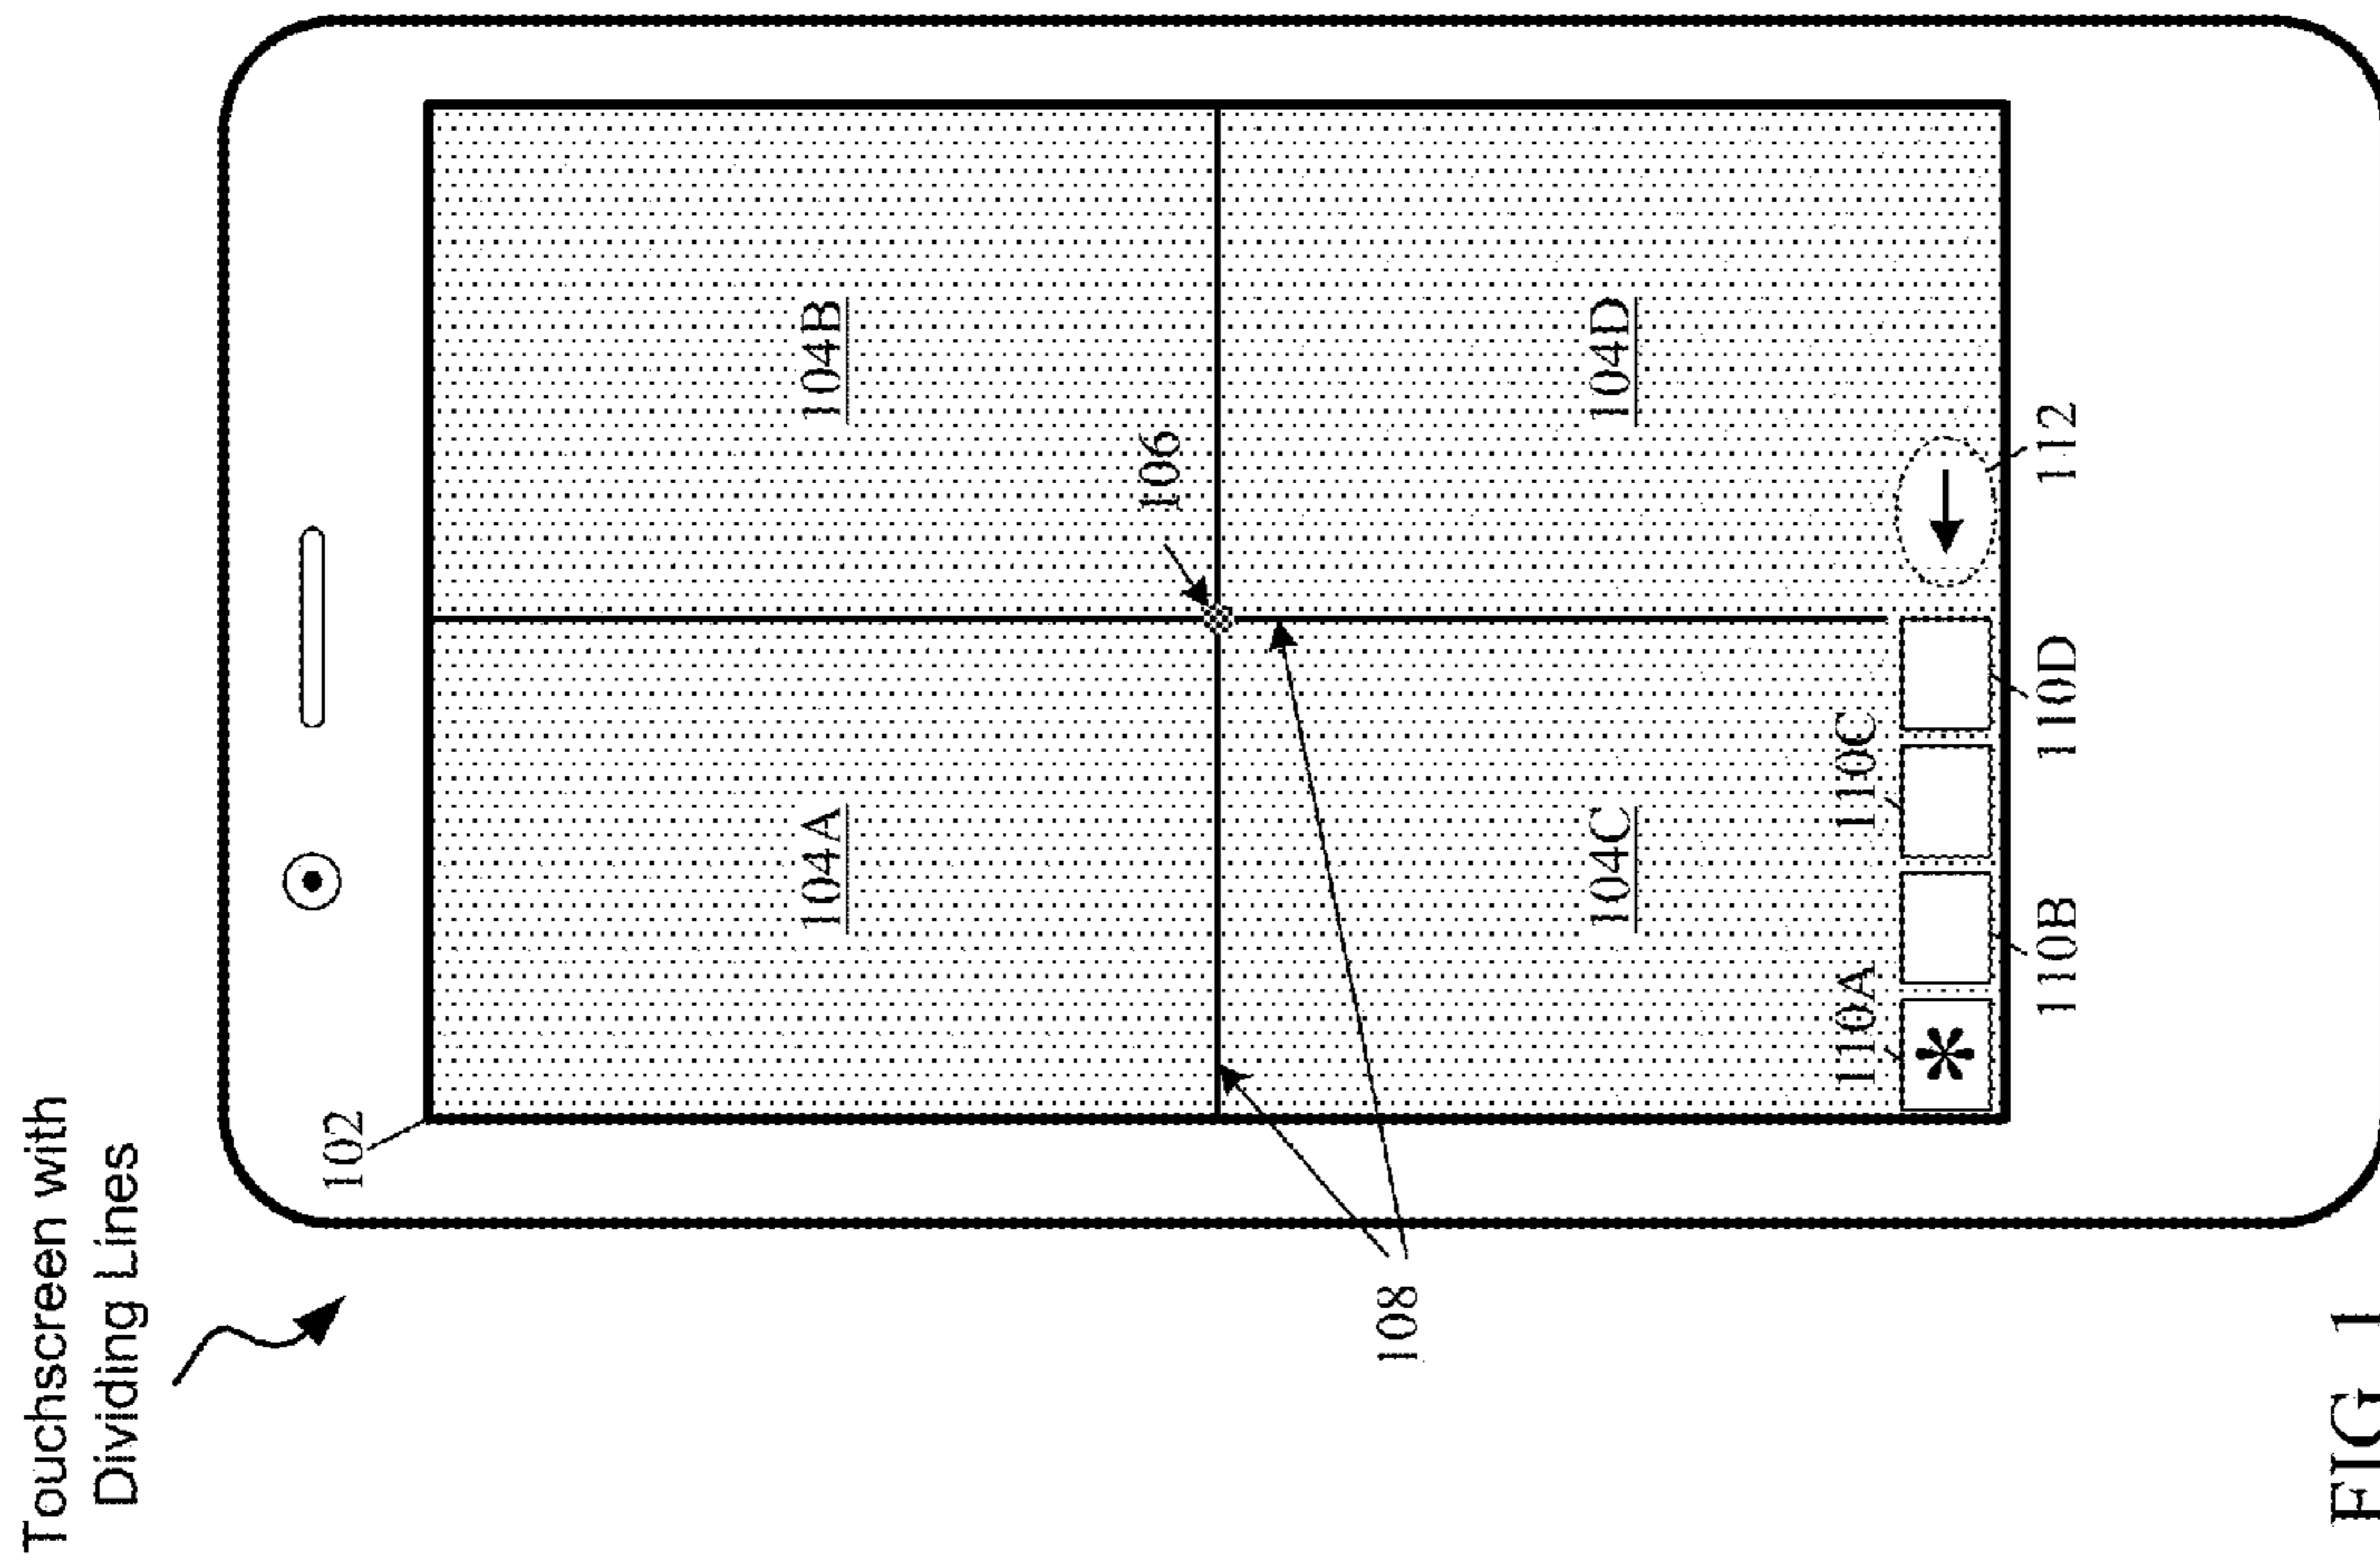 Touchscreen with
Dividing Lines
102
104A
104B
106
108
104C
104D
110A
110C
110B
110D
112
FIG. 1